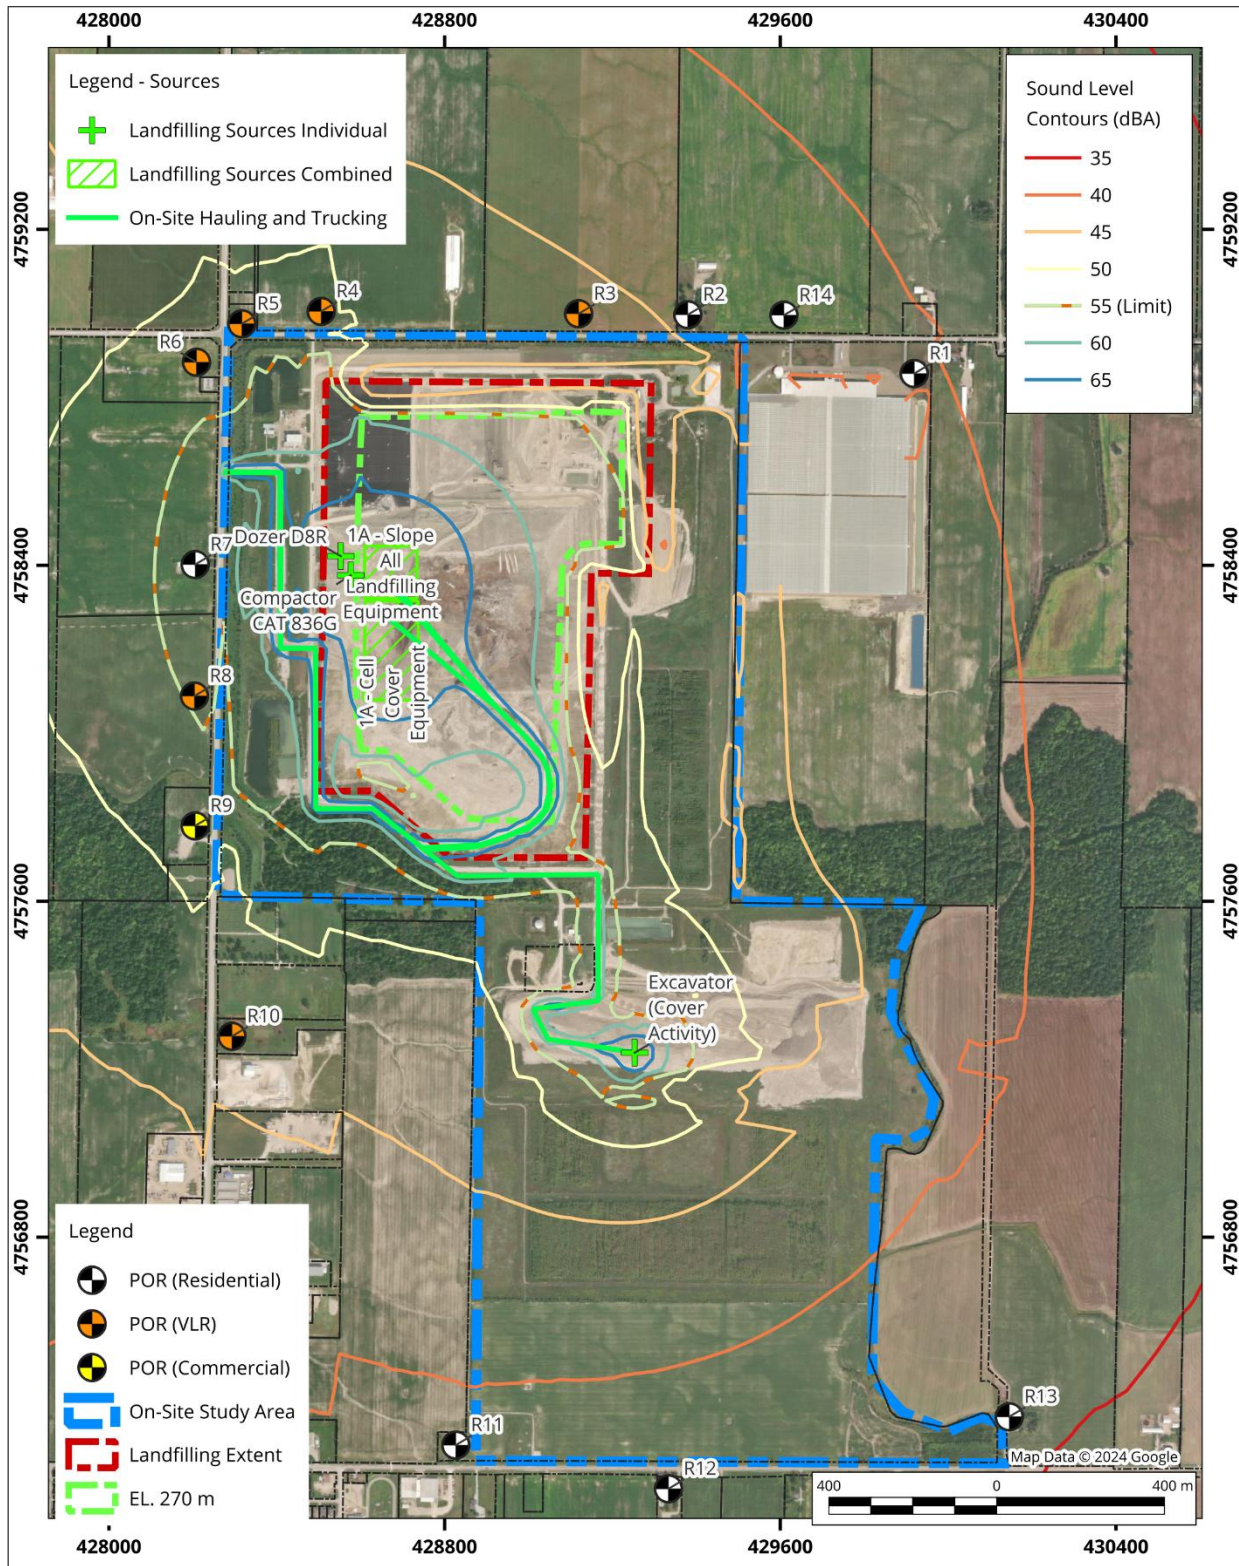 428000
428800
429600
430400
Legend - Sources
Landfilling Sources Individual
Landfilling Sources Combined
On-Site Hauling and Trucking
Sound Level
Contours (dBA)
35
40
45
50
55 (Limit)
60
65
4759200
4759200
R5
R4
R3
R2
R14
R6
R1
4758400
4758400
R7
Dozer D8R
1A - Slope
All
Landfilling
Equipment
Compactor
CAT 836G
1A - Cell
Cover
Equipment
R8
R9
4757600
4757600
Excavator
(Cover
Activity)
R10
4756800
4756800
Legend
POR (Residential)
POR (VLR)
POR (Commercial)
On-Site Study Area
Landfilling Extent
EL. 270 m
R11
R12
R13
Map Data © 2024 Google
400
0
400 m
428000
428800
429600
430400